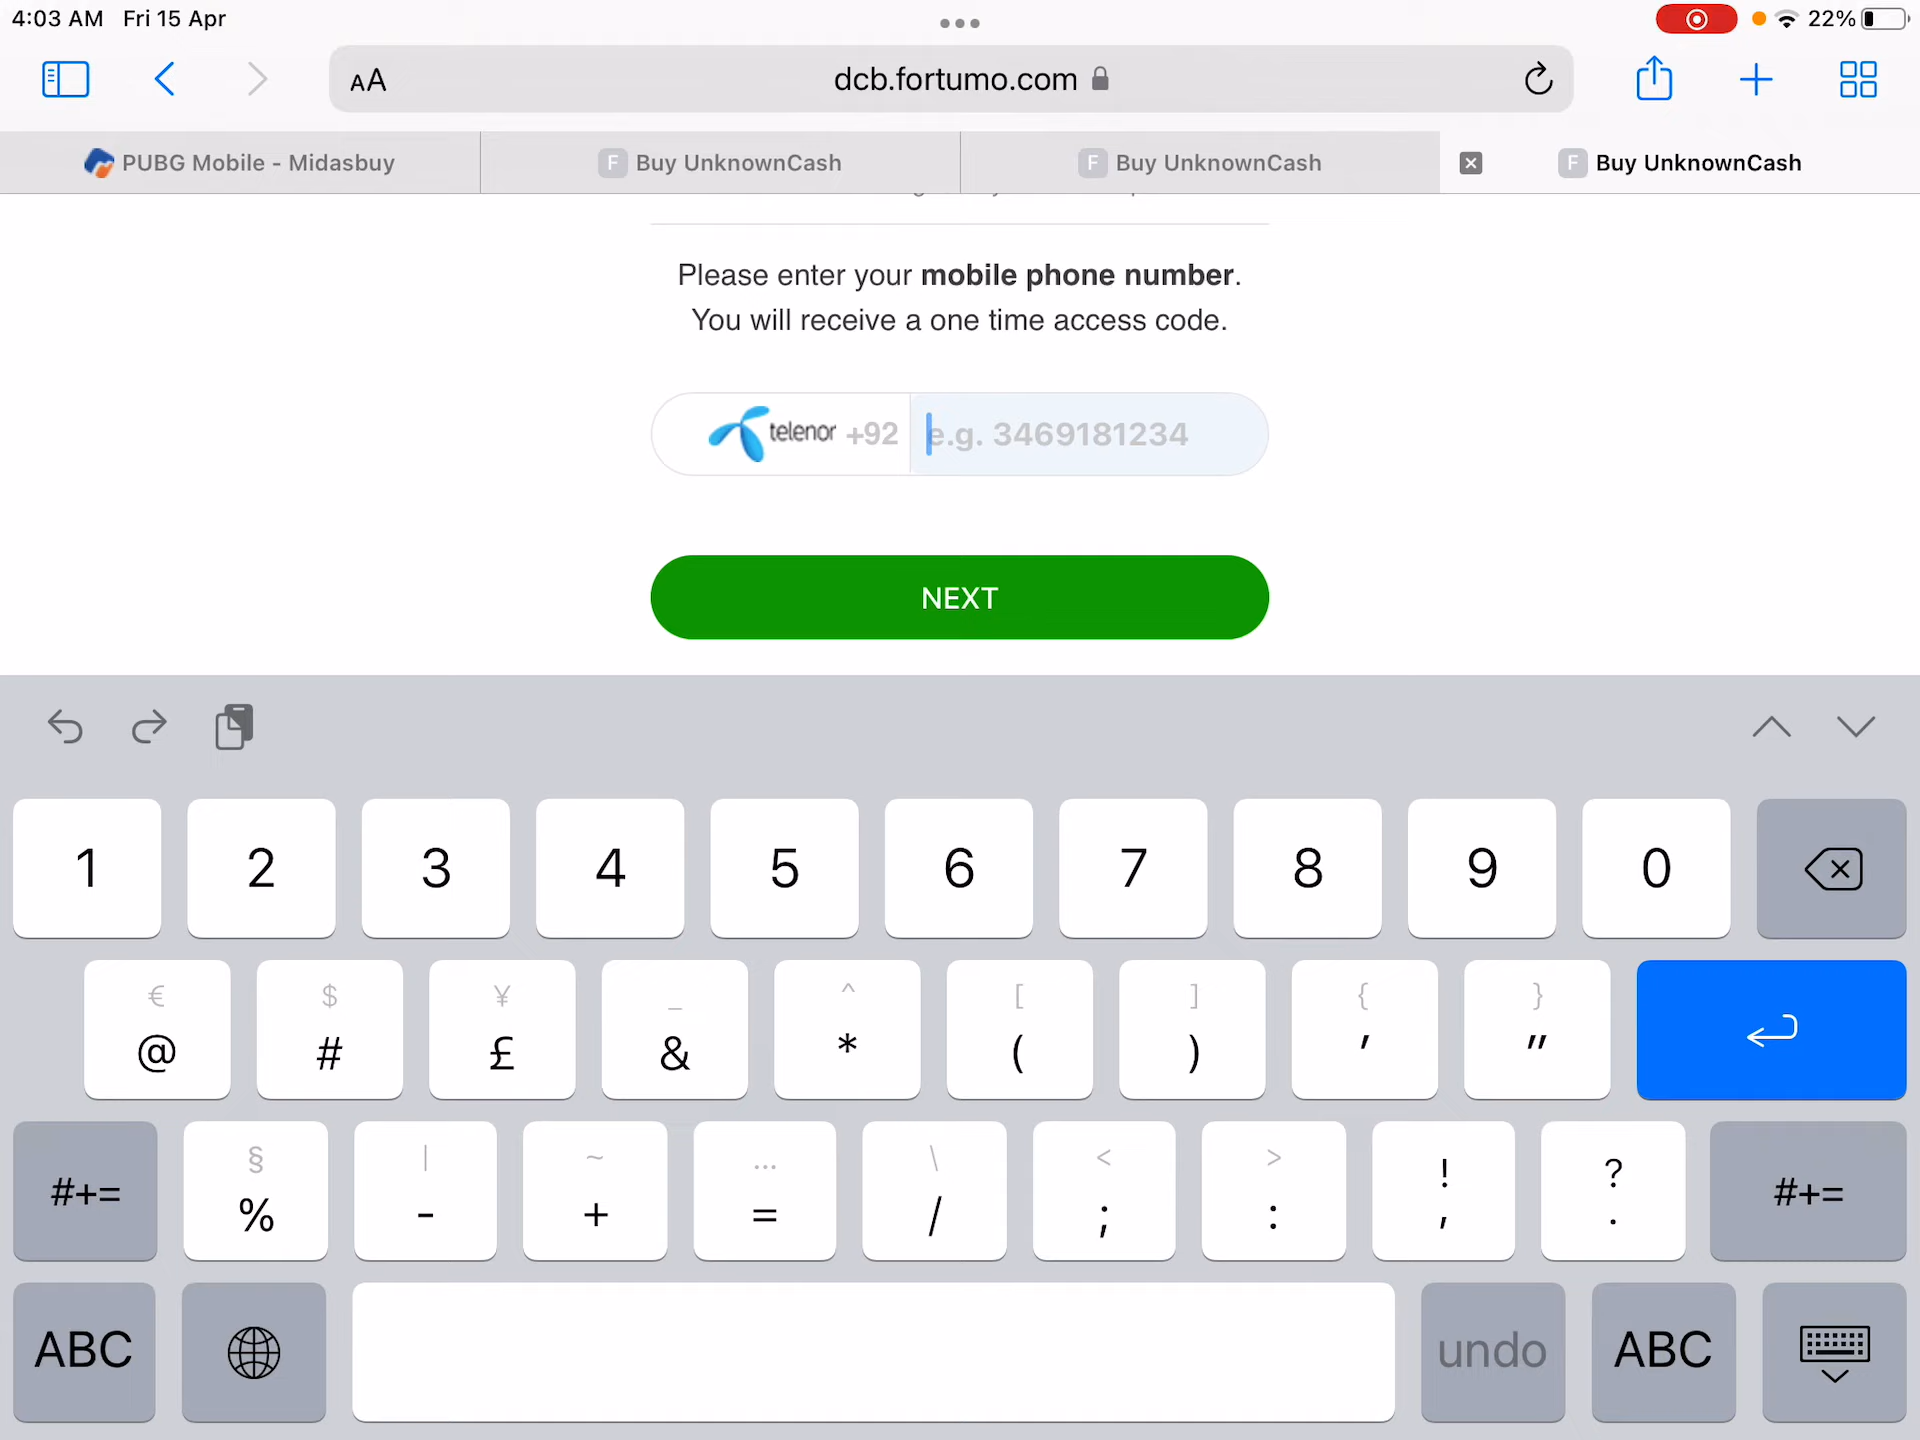 4:03 AM Fri 15 Apr
22%
AA
dcb.fortumo.com
PUBG Mobile - Midasbuy
F Buy UnknownCash
F Buy UnknownCash
F Buy UnknownCash
Please enter your mobile phone number.
You will receive a one time access code.
telenor +92 e.g. 3469181234
NEXT
1 2 3 4 5 6 7 8 9 0
€ $ ¥ _ ^ [ ] { }
@ # £ & * ( ) ' "
§ | ~ … \ < > ! ?
#+= % - + = / ; : , . #+=
ABC undo ABC